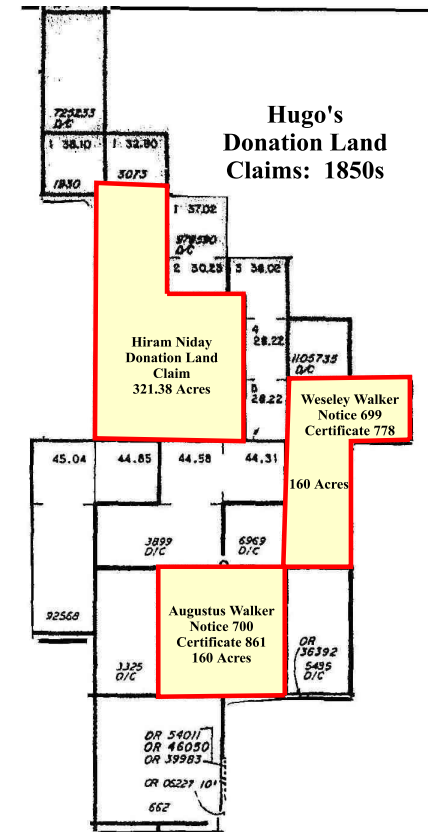 Hugo's
Donation Land
Claims: 1850s
725233
D/C
1 38.10
1 32.80
1930
3073
1 37.02
978590
D/C
2 30.23
3 38.02
4
28.22
1105735
D/C
5
28.22
Hiram Niday
Donation Land
Claim
321.38 Acres
Weseley Walker
Notice 699
Certificate 778
160 Acres
45.04
44.85
44.58
44.31
3899
D/C
6969
D/C
92568
Augustus Walker
Notice 700
Certificate 861
160 Acres
3325
D/C
OR
36392
5435
D/C
OR 54011
OR 46050
OR 39983
OR 06227 10'
662